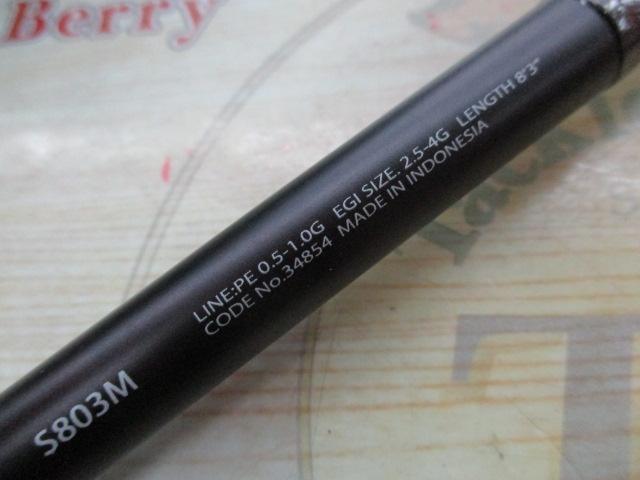 Berry
LINE:PE 0.5-1.0G EGI SIZE. 2.5-4G LENGTH 8'3"
CODE No.34854 MADE IN INDONESIA
S803M